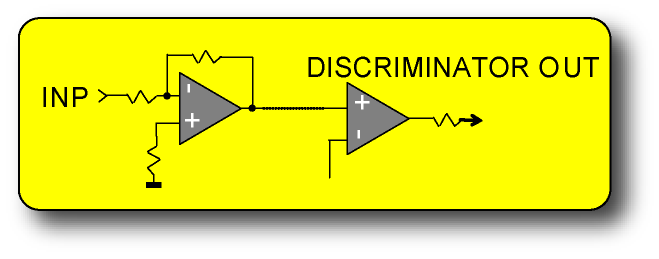 DISCRIMINATOR OUT
INP
-
+
+
-